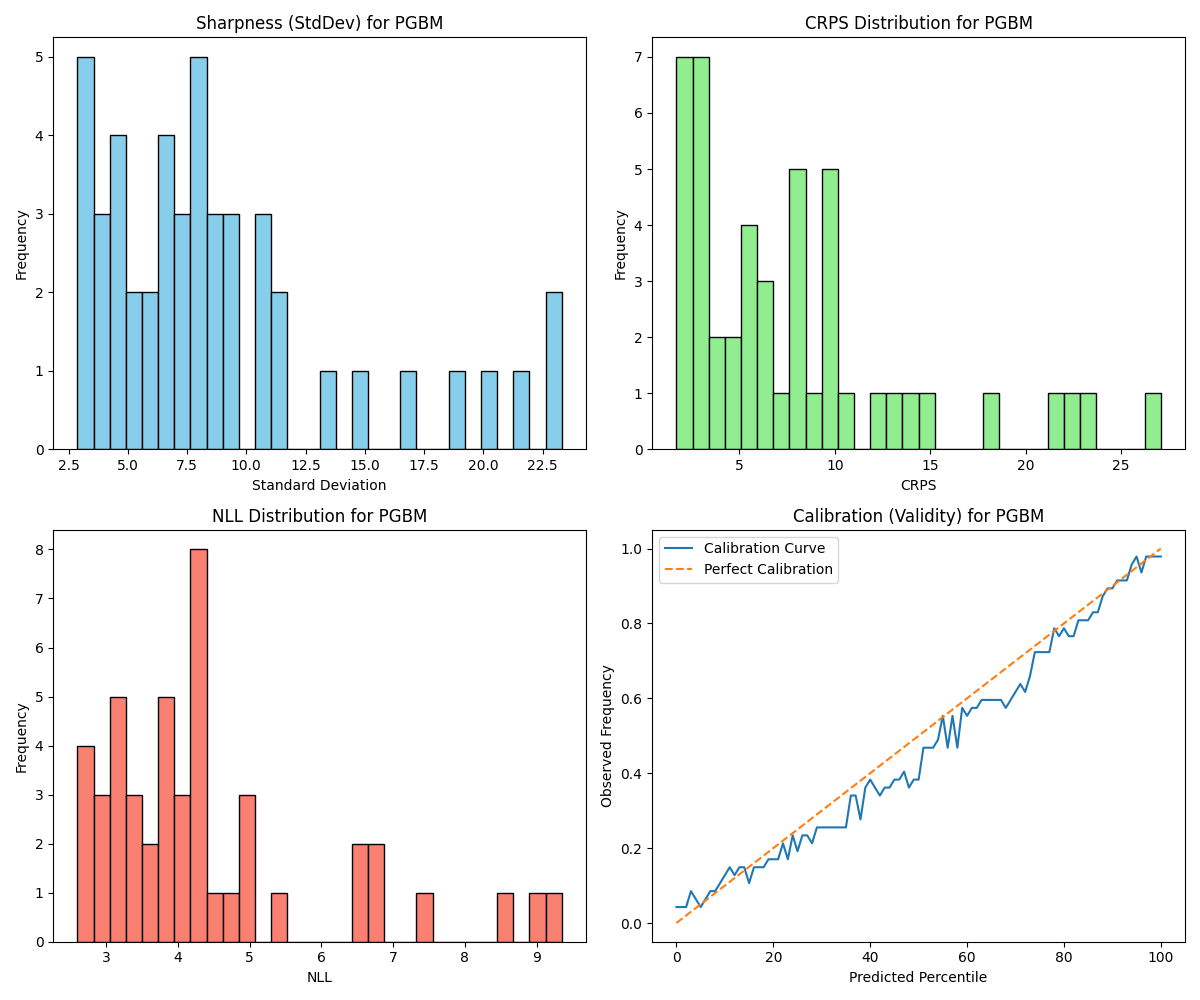 Sharpness (StdDev) for PGBM
5
4
3
2
1
0
Frequency
2.5 5.0 7.5 10.0 12.5 15.0 17.5 20.0 22.5
Standard Deviation
CRPS Distribution for PGBM
7
6
5
4
3
2
1
0
Frequency
5 10 15 20 25
CRPS
NLL Distribution for PGBM
8
7
6
5
4
3
2
1
0
Frequency
3 4 5 6 7 8 9
NLL
Calibration (Validity) for PGBM
Calibration Curve
Perfect Calibration
1.0
0.8
0.6
0.4
0.2
0.0
Observed Frequency
0 20 40 60 80 100
Predicted Percentile